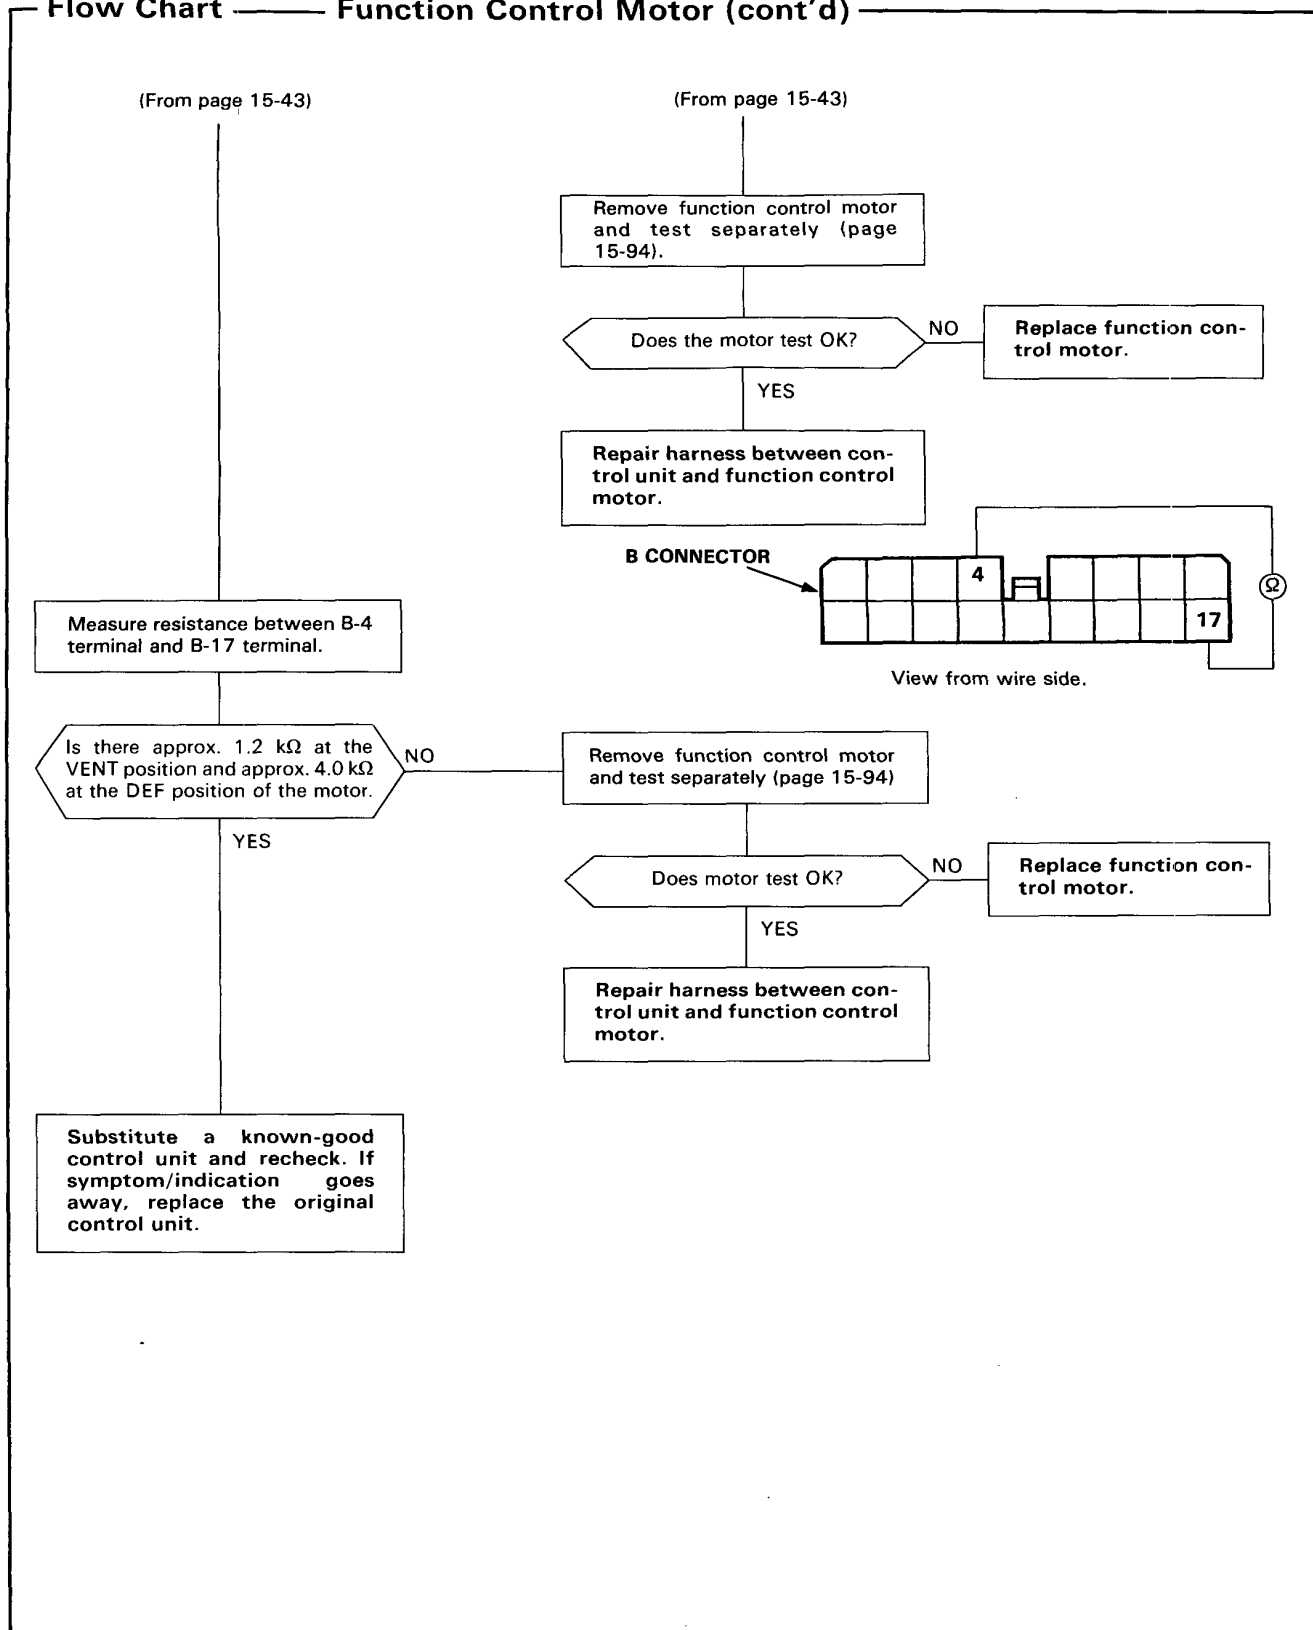 Flow Chart Function Control Motor (cont'd)
(From page 15-43)
(From page 15-43)
Remove function control motor
and test separately (page
15-94).
Does the motor test OK?
NO
Replace function con-
trol motor.
YES
Repair harness between con-
trol unit and function control
motor.
B CONNECTOR
4
Ω
17
View from wire side.
Measure resistance between B-4
terminal and B-17 terminal.
Is there approx. 1.2 kΩ at the
VENT position and approx. 4.0 kΩ
at the DEF position of the motor.
NO
YES
Remove function control motor
and test separately (page 15-94)
Does motor test OK?
NO
Replace function con-
trol motor.
YES
Repair harness between con-
trol unit and function control
motor.
Substitute a known-good
control unit and recheck. If
symptom/indication goes
away, replace the original
control unit.